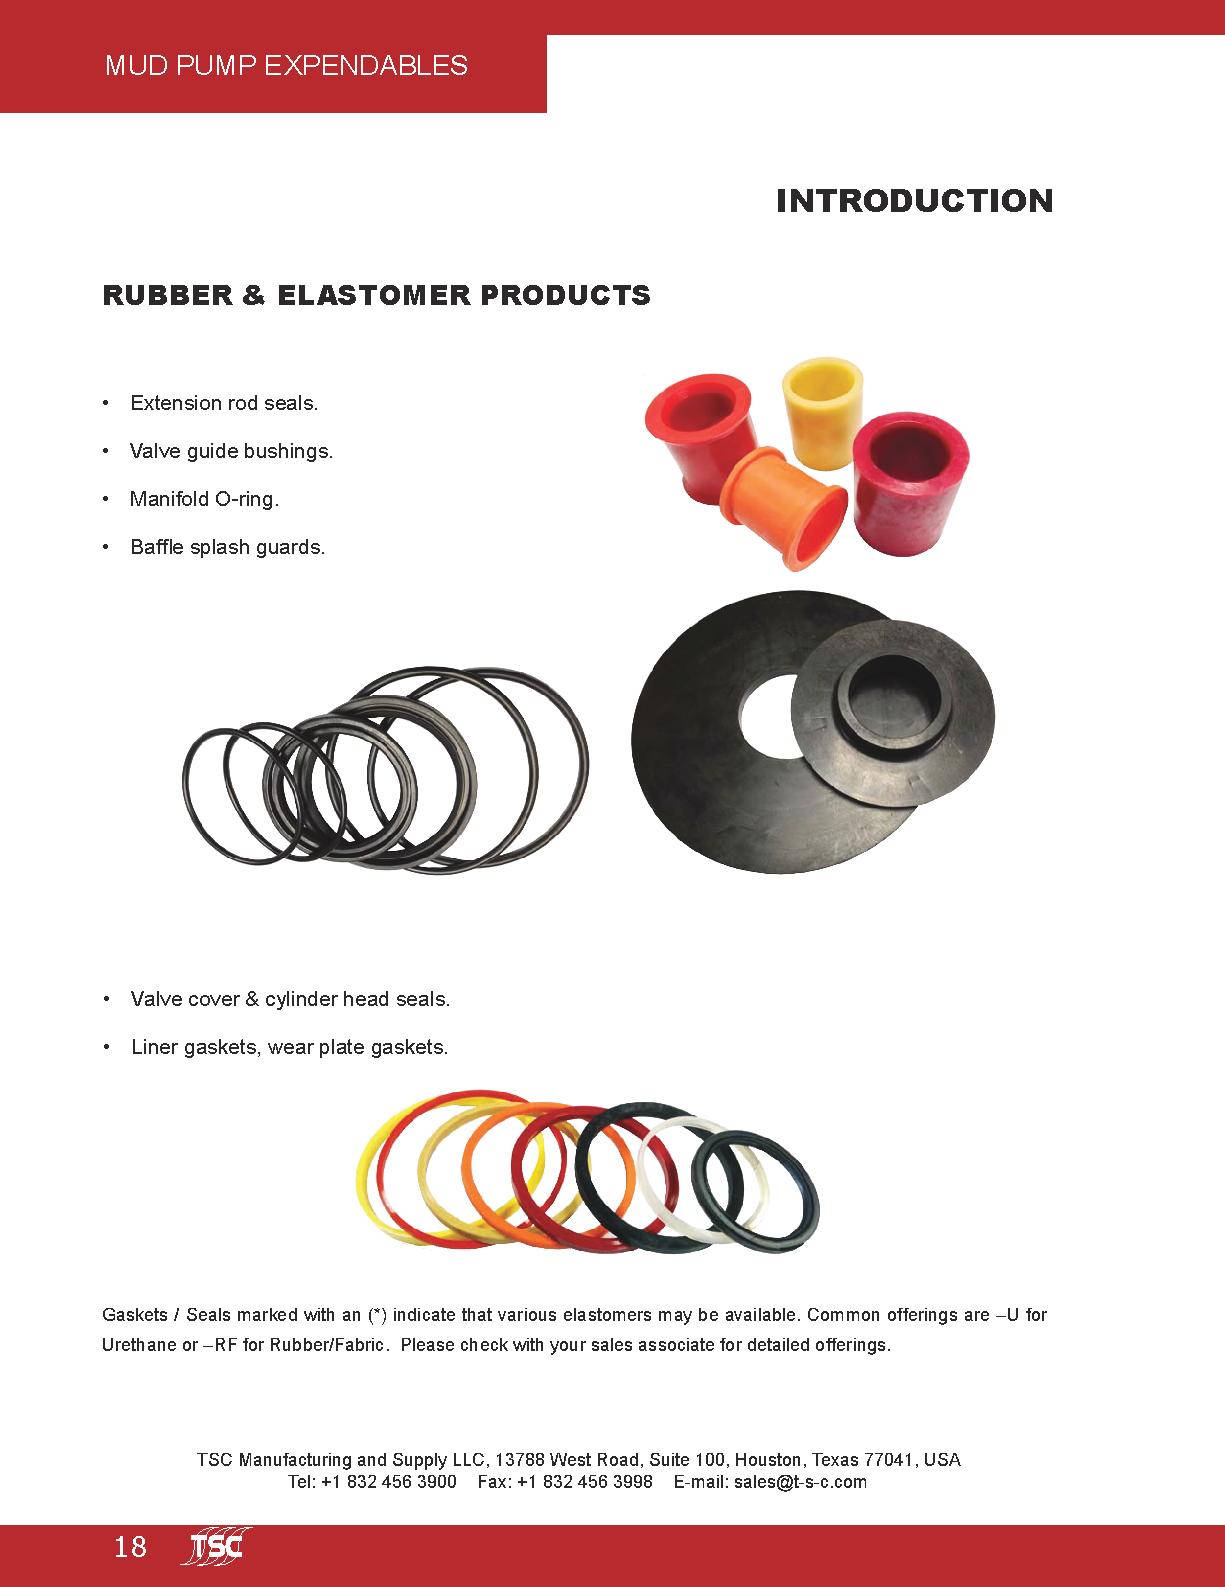 MUD PUMP EXPENDABLES
INTRODUCTION
RUBBER & ELASTOMER PRODUCTS
• Extension rod seals.
• Valve guide bushings.
• Manifold O-ring.
• Baffle splash guards.
• Valve cover & cylinder head seals.
• Liner gaskets, wear plate gaskets.
Gaskets / Seals marked with an (*) indicate that various elastomers may be available. Common offerings are –U for
Urethane or –RF for Rubber/Fabric. Please check with your sales associate for detailed offerings.
TSC Manufacturing and Supply LLC, 13788 West Road, Suite 100, Houston, Texas 77041, USA
Tel: +1 832 456 3900 Fax: +1 832 456 3998 E-mail: sales@t-s-c.com
18 TSC